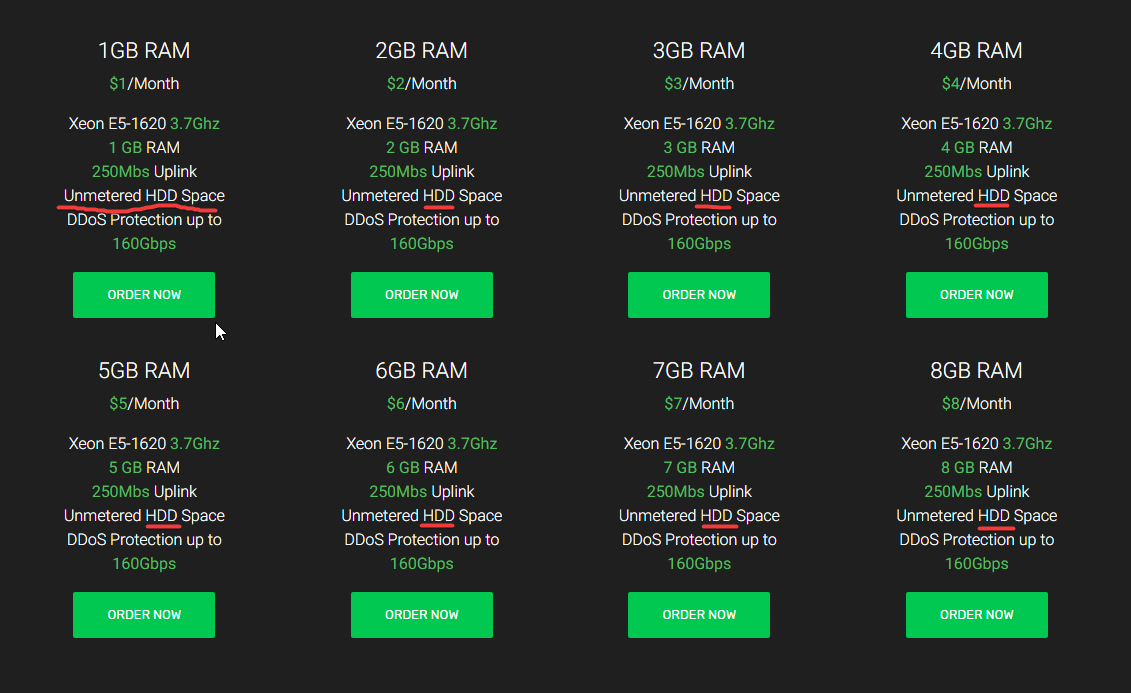 1GB RAM
$1/Month
Xeon E5-1620 3.7Ghz
1 GB RAM
250Mbs Uplink
Unmetered HDD Space
DDoS Protection up to
160Gbps
ORDER NOW
2GB RAM
$2/Month
Xeon E5-1620 3.7Ghz
2 GB RAM
250Mbs Uplink
Unmetered HDD Space
DDoS Protection up to
160Gbps
ORDER NOW
3GB RAM
$3/Month
Xeon E5-1620 3.7Ghz
3 GB RAM
250Mbs Uplink
Unmetered HDD Space
DDoS Protection up to
160Gbps
ORDER NOW
4GB RAM
$4/Month
Xeon E5-1620 3.7Ghz
4 GB RAM
250Mbs Uplink
Unmetered HDD Space
DDoS Protection up to
160Gbps
ORDER NOW
5GB RAM
$5/Month
Xeon E5-1620 3.7Ghz
5 GB RAM
250Mbs Uplink
Unmetered HDD Space
DDoS Protection up to
160Gbps
ORDER NOW
6GB RAM
$6/Month
Xeon E5-1620 3.7Ghz
6 GB RAM
250Mbs Uplink
Unmetered HDD Space
DDoS Protection up to
160Gbps
ORDER NOW
7GB RAM
$7/Month
Xeon E5-1620 3.7Ghz
7 GB RAM
250Mbs Uplink
Unmetered HDD Space
DDoS Protection up to
160Gbps
ORDER NOW
8GB RAM
$8/Month
Xeon E5-1620 3.7Ghz
8 GB RAM
250Mbs Uplink
Unmetered HDD Space
DDoS Protection up to
160Gbps
ORDER NOW